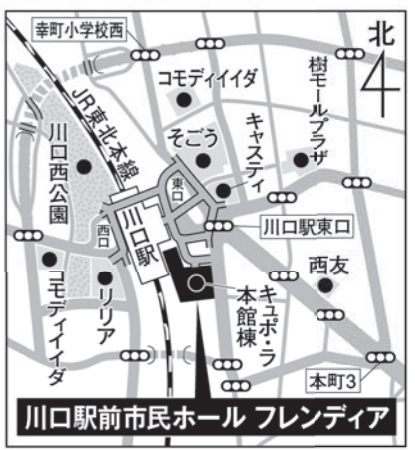 幸町小学校西
北
コモディイイダ
樹モールプラザ
JR東北本線
そごう
キャスティ
川口西公園
東口
川口駅
西口
川口駅東口
コモディイイダ
リリア
キュポ・ラ
本館棟
西友
本町3
川口駅前市民ホール フレンディア